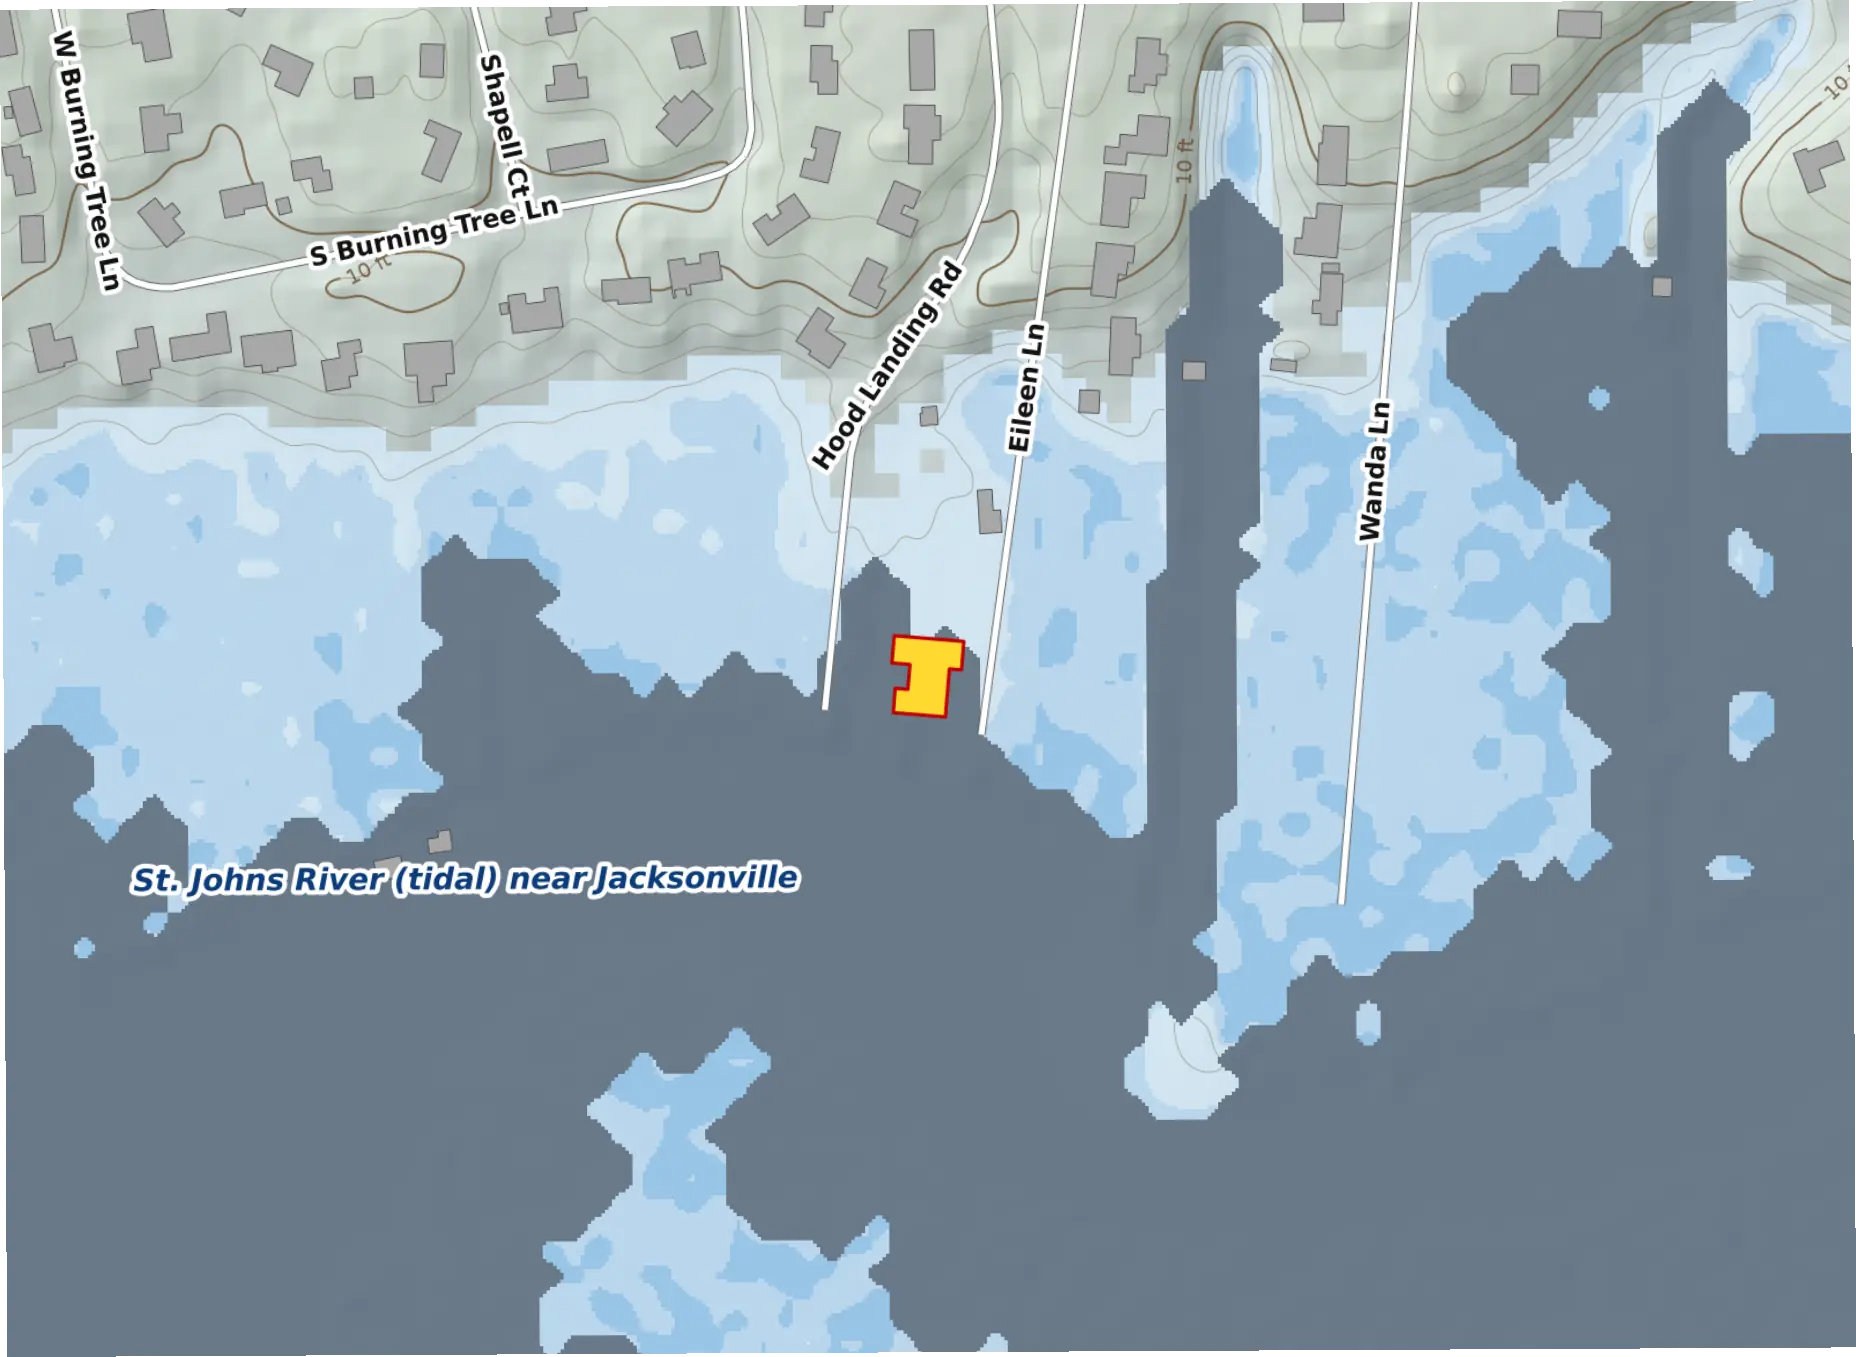 W Burning Tree Ln
Shapell Ct
S Burning Tree Ln
10 ft
10 ft
10 f
Hood Landing Rd
Eileen Ln
Wanda Ln
St. Johns River (tidal) near Jacksonville